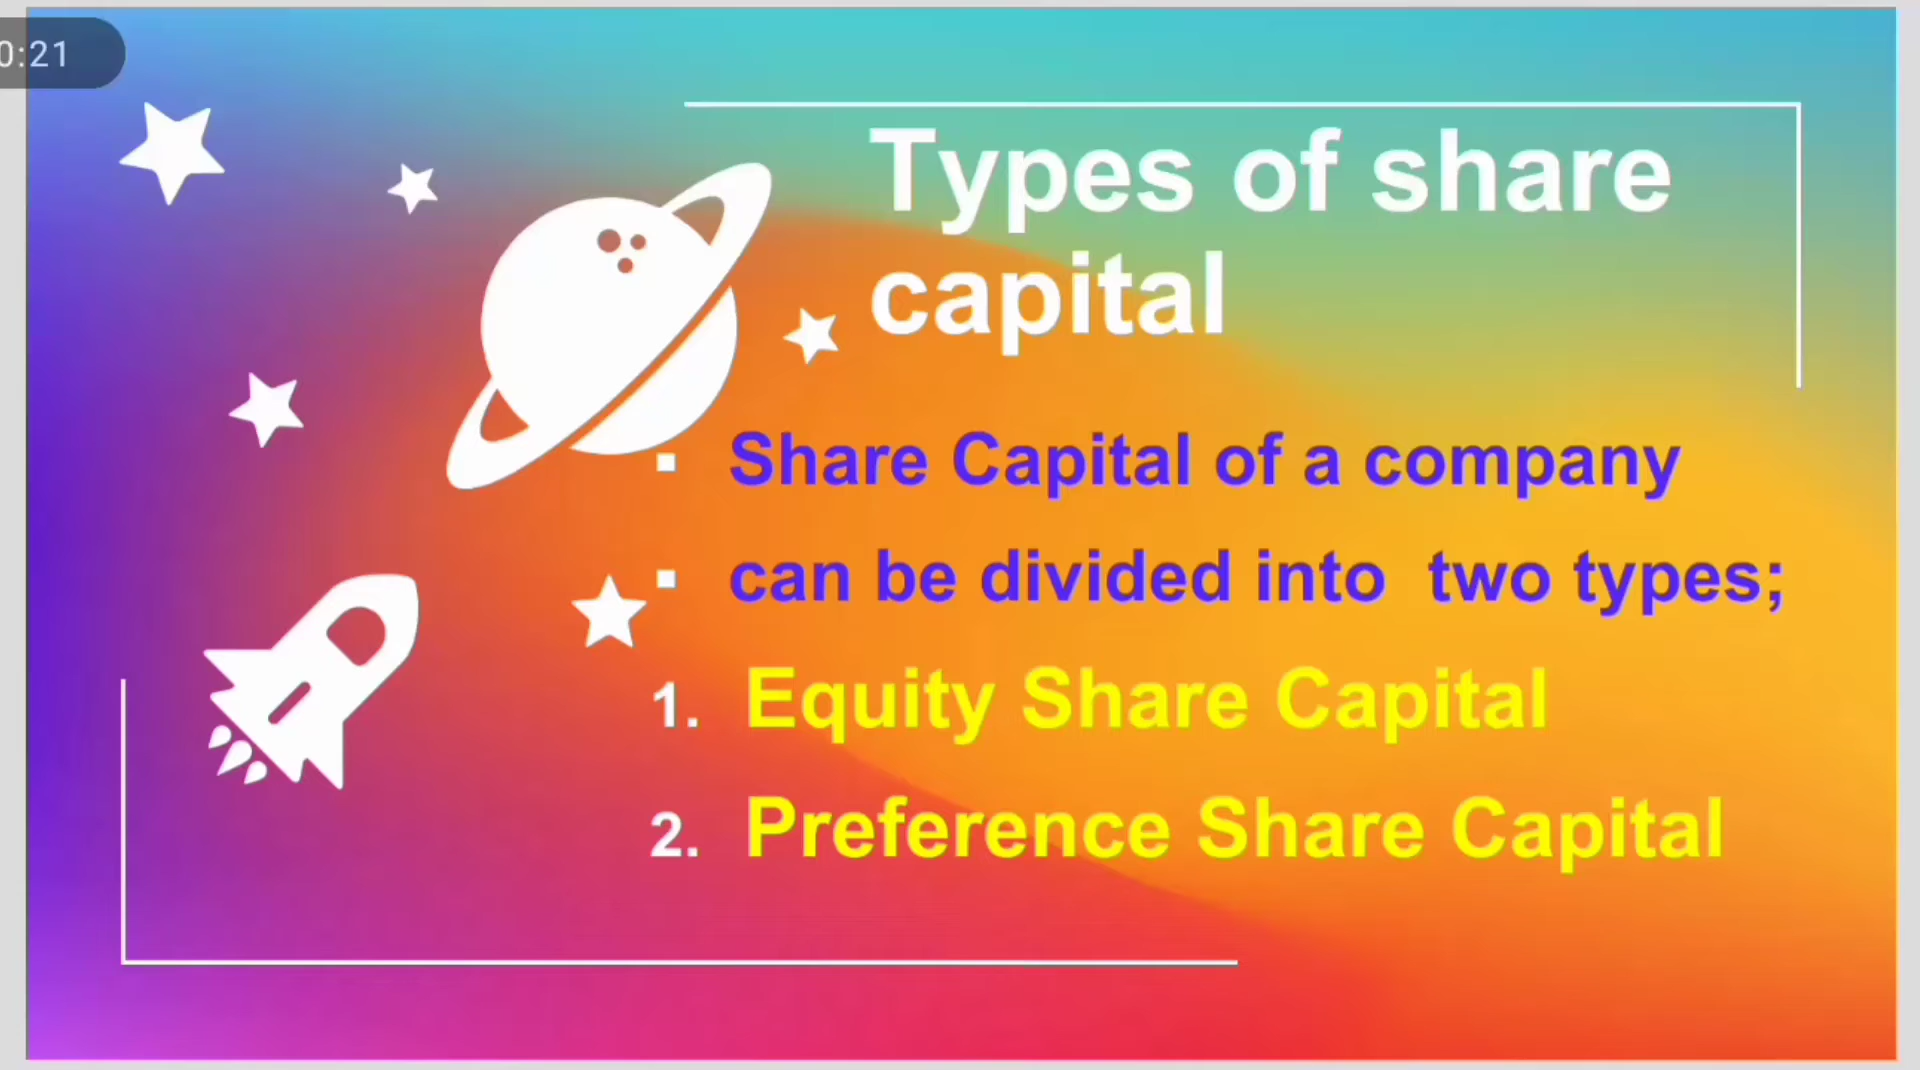 0:21
Types of share
capital
▪ Share Capital of a company
▪ can be divided into two types;
1. Equity Share Capital
2. Preference Share Capital